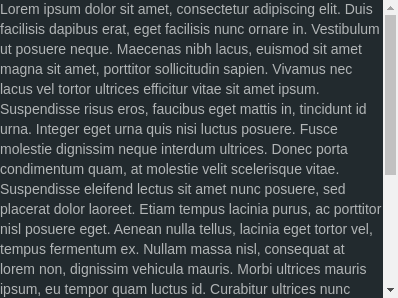 Lorem ipsum dolor sit amet, consectetur adipiscing elit. Duis
facilisis dapibus erat, eget facilisis nunc ornare in. Vestibulum
ut posuere neque. Maecenas nibh lacus, euismod sit amet
magna sit amet, porttitor sollicitudin sapien. Vivamus nec
lacus vel tortor ultrices efficitur vitae sit amet ipsum.
Suspendisse risus eros, faucibus eget mattis in, tincidunt id
urna. Integer eget urna quis nisi luctus posuere. Fusce
molestie dignissim neque interdum ultrices. Donec porta
condimentum quam, at molestie velit scelerisque vitae.
Suspendisse eleifend lectus sit amet nunc posuere, sed
placerat dolor laoreet. Etiam tempus lacinia purus, ac porttitor
nisl posuere eget. Aenean nulla tellus, lacinia eget tortor vel,
tempus fermentum ex. Nullam massa nisl, consequat at
lorem non, dignissim vehicula mauris. Morbi ultrices mauris
ipsum, eu tempor quam luctus id. Curabitur ultrices nunc